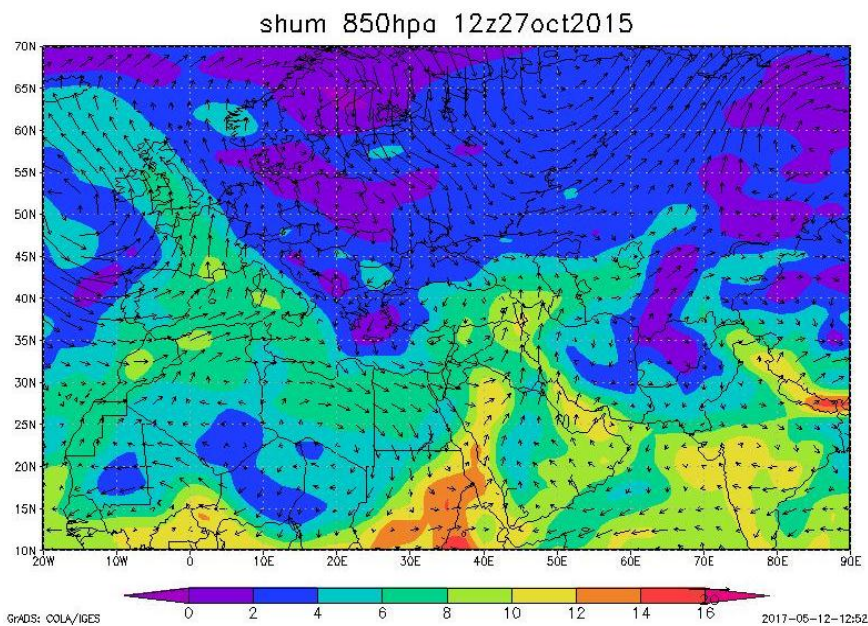 shum 850hpa 12z27oct2015
70N
65N
60N
55N
50N
45N
40N
35N
30N
25N
20N
15N
10N
20W 10W 0 10E 20E 30E 40E 50E 60E 70E 80E 90E
20
0 2 4 6 8 10 12 14 16
GrADS: COLA/IGES 2017-05-12-12:52